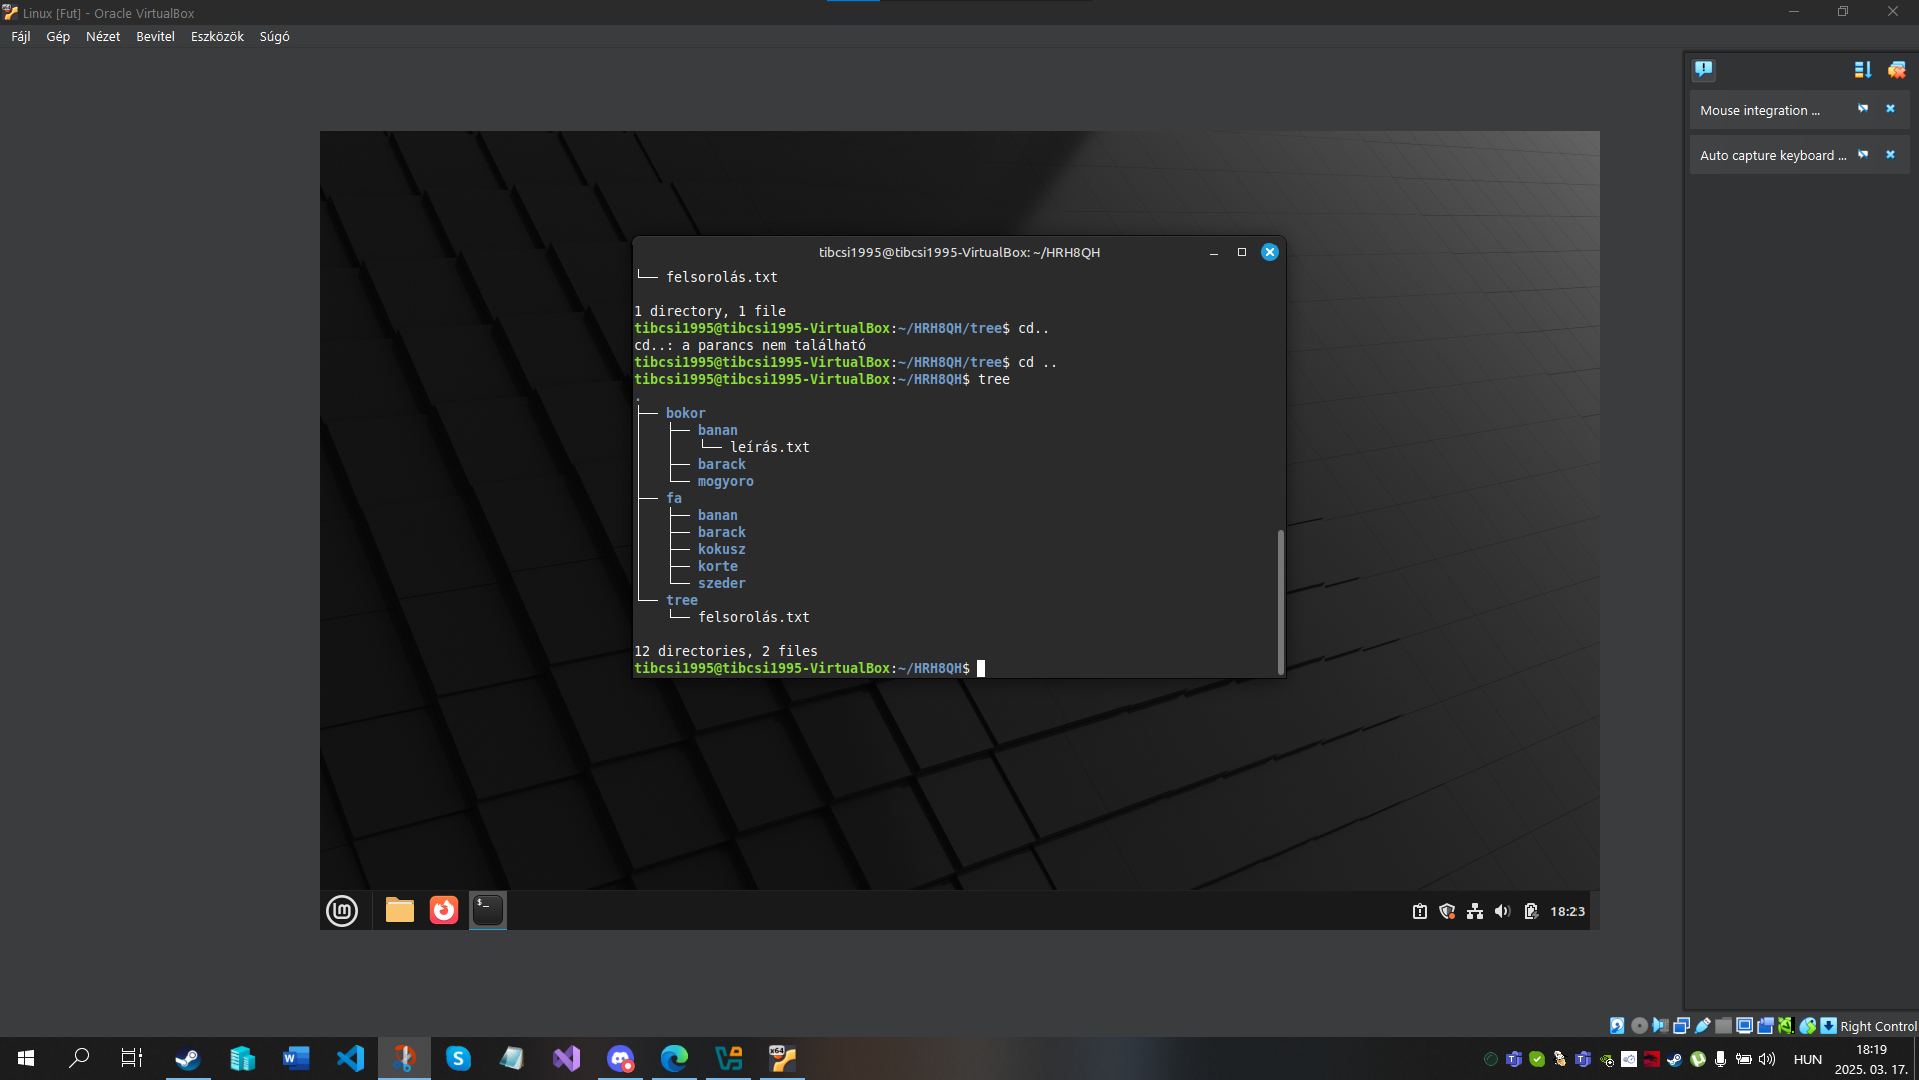 Linux [Fut] - Oracle VirtualBox
Fájl Gép Nézet Bevitel Eszközök Súgó
Mouse integration ...
Auto capture keyboard ...
tibcsi1995@tibcsi1995-VirtualBox: ~/HRH8QH
└── felsorolás.txt
1 directory, 1 file
tibcsi1995@tibcsi1995-VirtualBox:~/HRH8QH/tree$ cd..
cd..: a parancs nem található
tibcsi1995@tibcsi1995-VirtualBox:~/HRH8QH/tree$ cd ..
tibcsi1995@tibcsi1995-VirtualBox:~/HRH8QH$ tree
.
├── bokor
│   ├── banan
│   │   └── leírás.txt
│   ├── barack
│   └── mogyoro
├── fa
│   ├── banan
│   ├── barack
│   ├── kokusz
│   ├── korte
│   └── szeder
└── tree
    └── felsorolás.txt
12 directories, 2 files
tibcsi1995@tibcsi1995-VirtualBox:~/HRH8QH$
18:23
Right Control
HUN
18:19
2025. 03. 17.